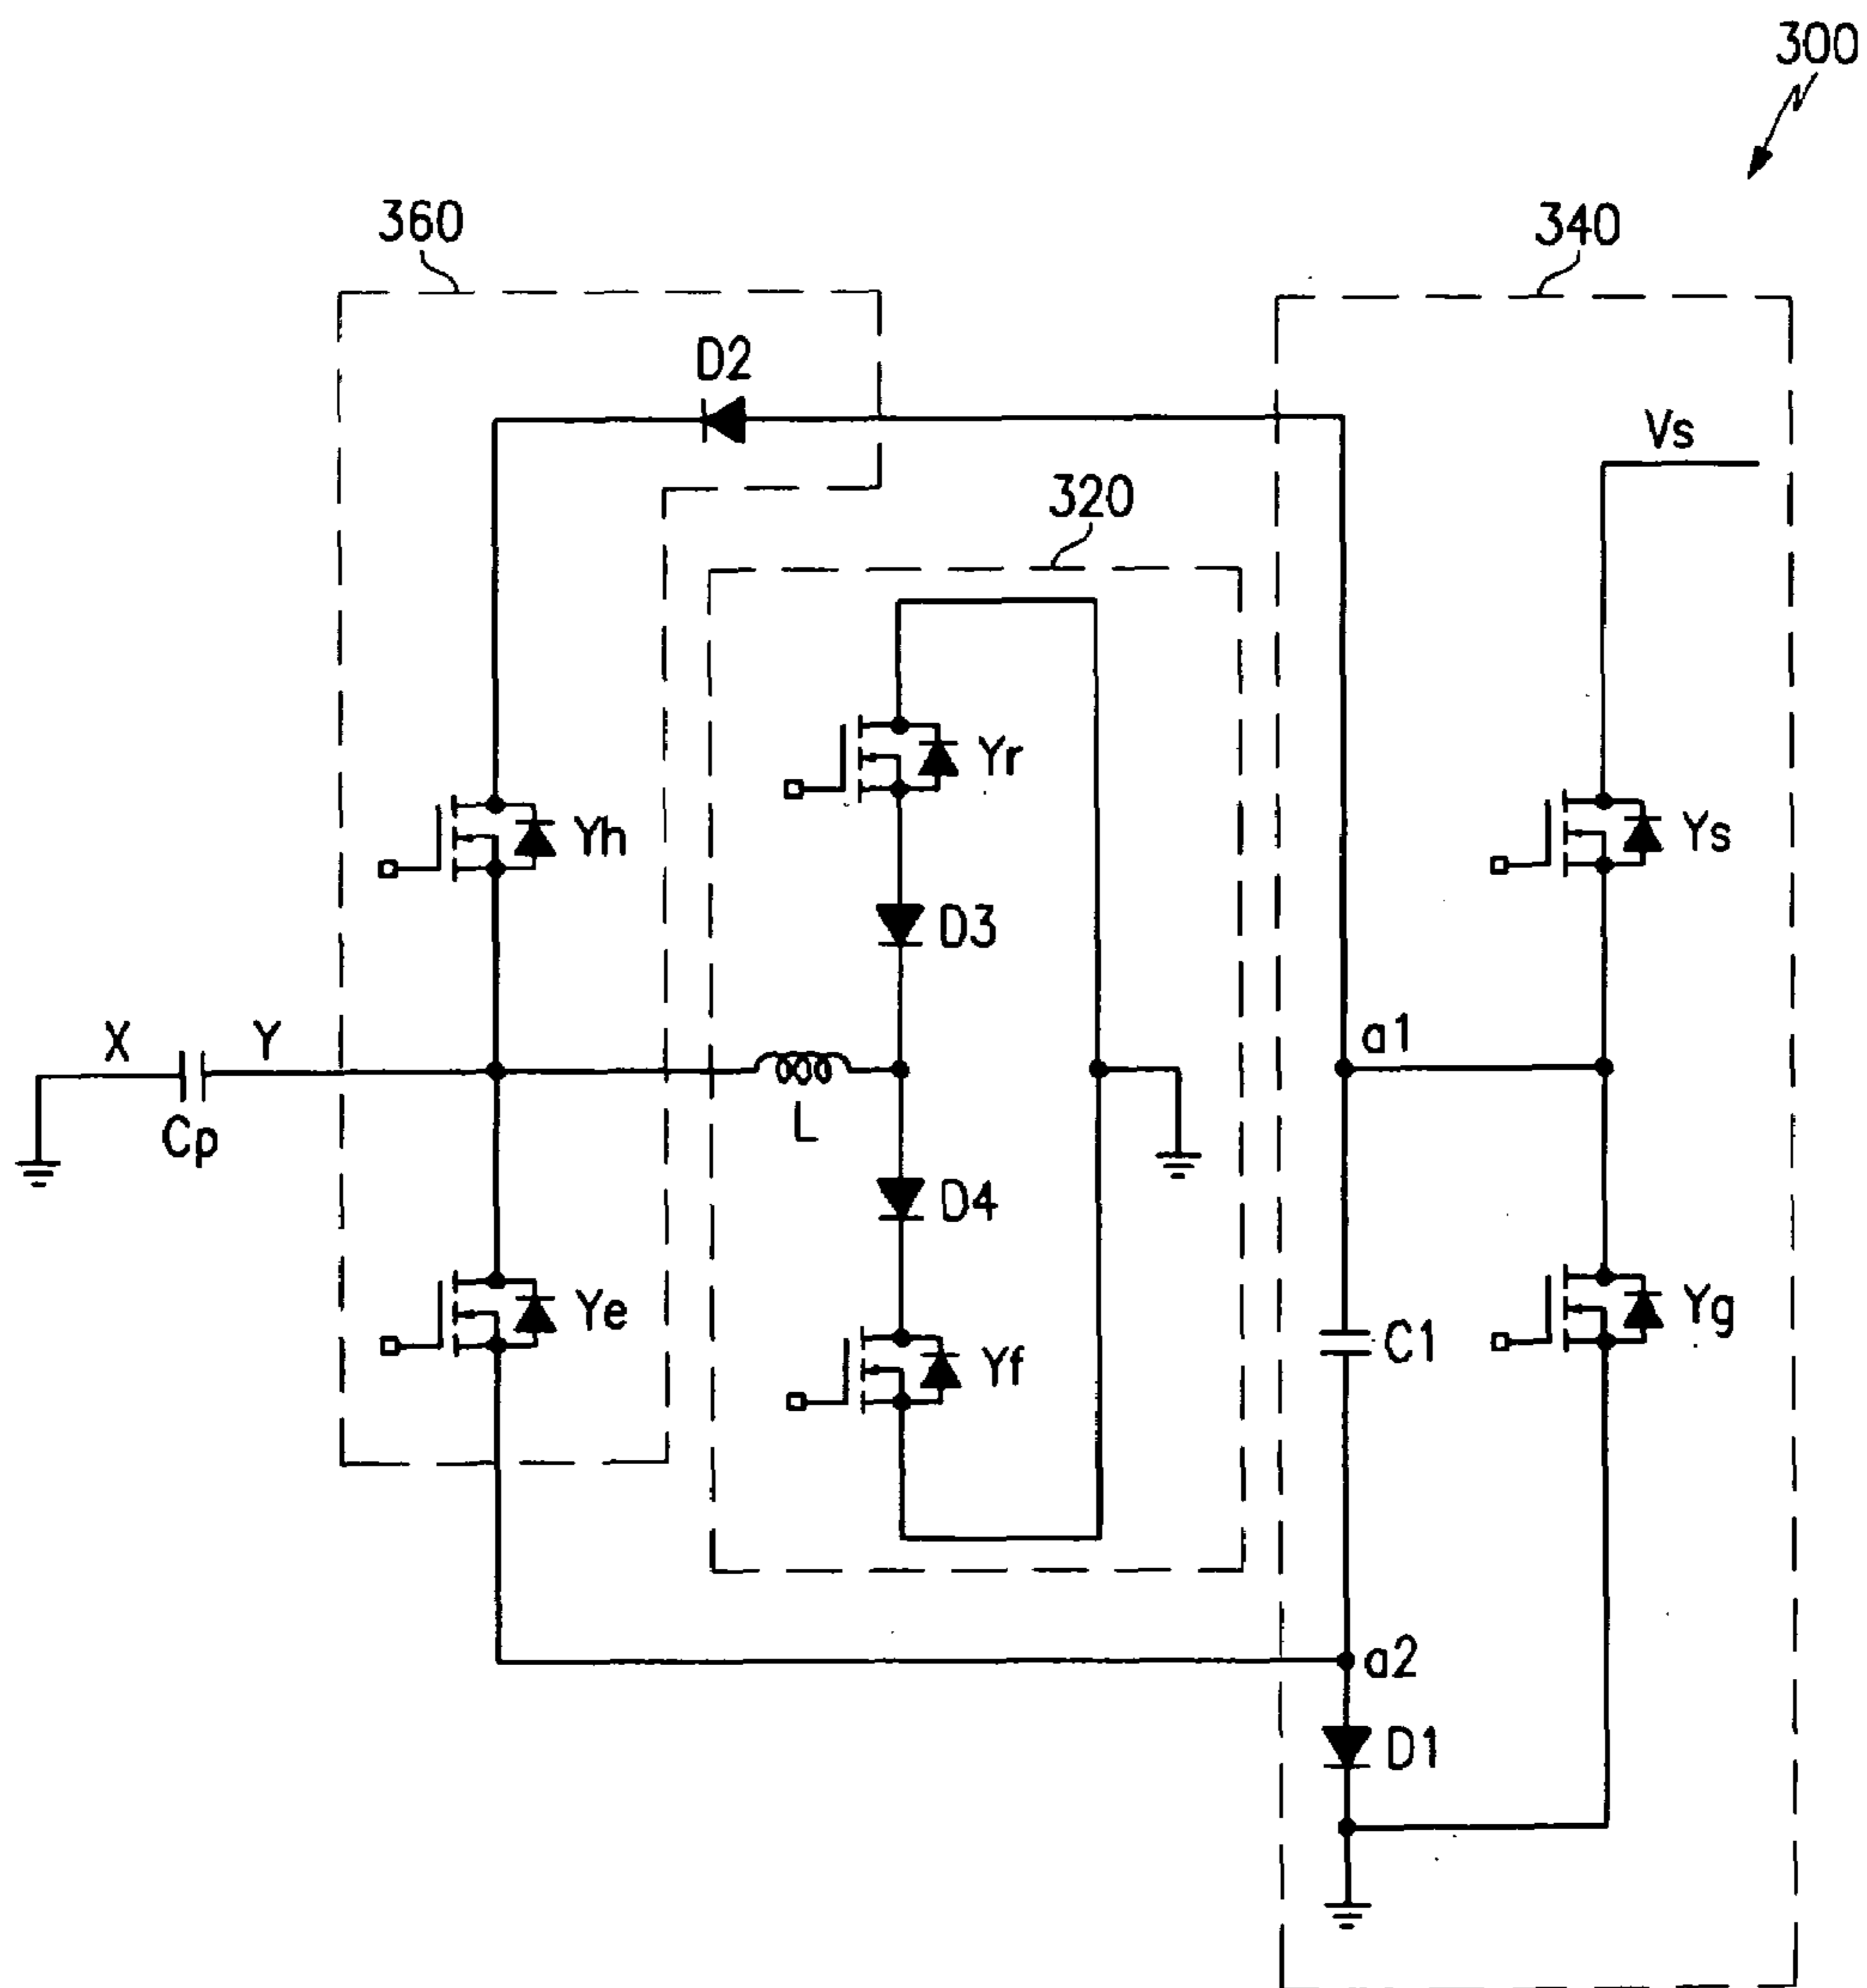 300
360
340
D2
Vs
320
Yr
Yh
Ys
D3
X
Y
a1
Cp
L
D4
Ye
Yf
C1
Yg
a2
D1